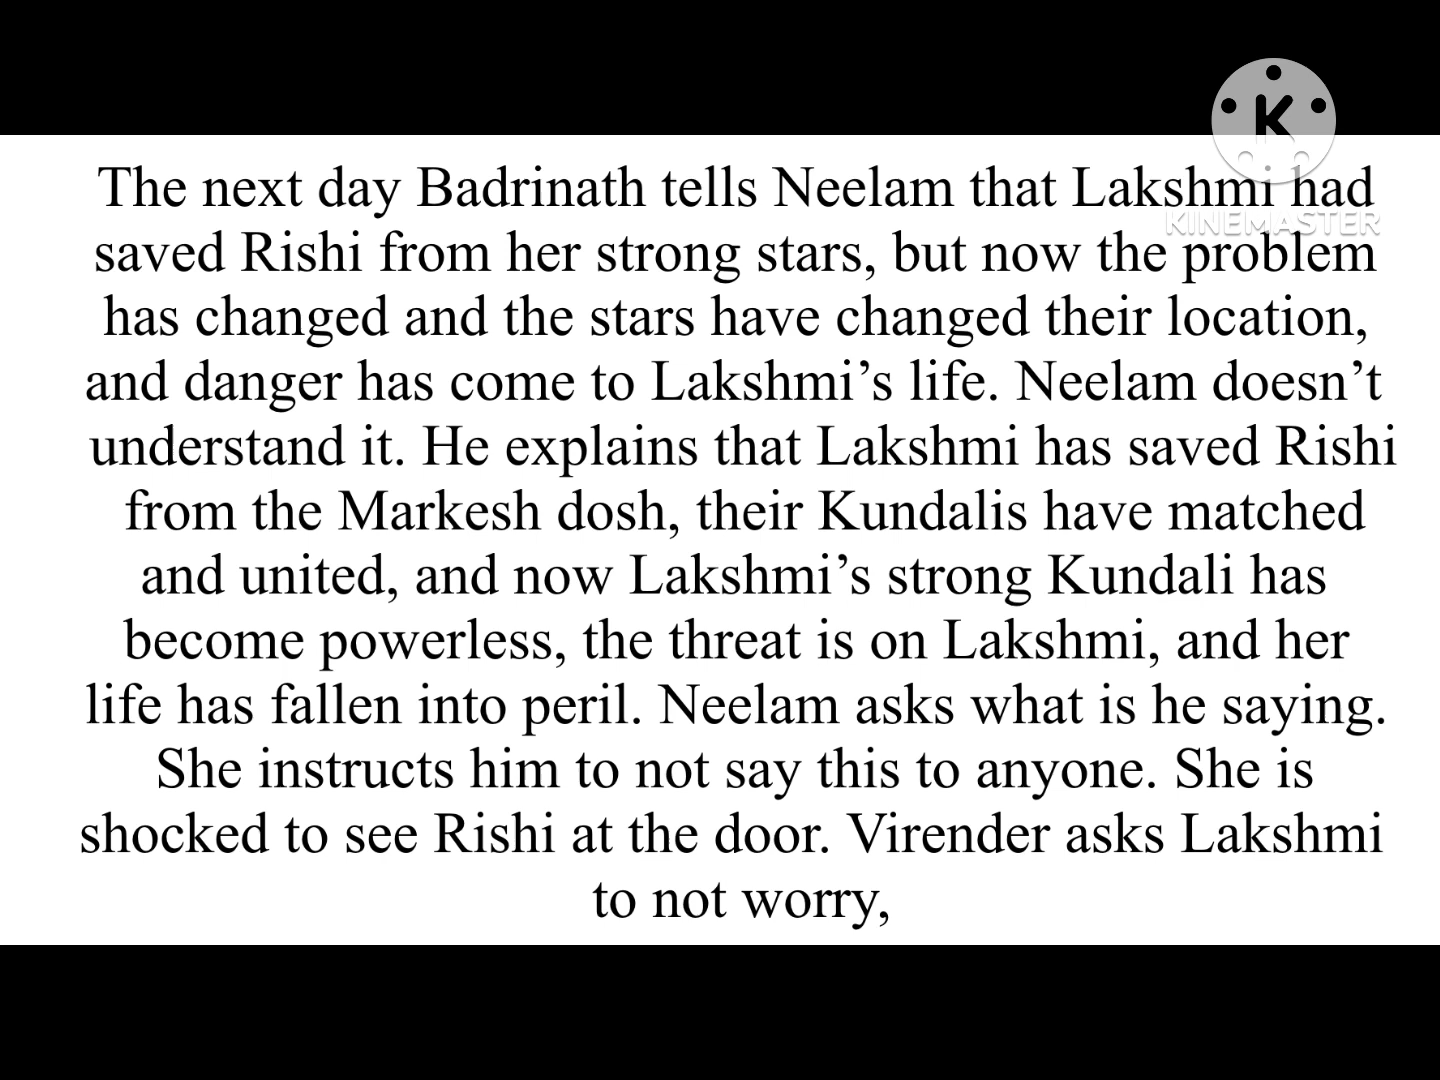 K
KINEMASTER
The next day Badrinath tells Neelam that Lakshmi had
saved Rishi from her strong stars, but now the problem
has changed and the stars have changed their location,
and danger has come to Lakshmi’s life. Neelam doesn’t
understand it. He explains that Lakshmi has saved Rishi
from the Markesh dosh, their Kundalis have matched
and united, and now Lakshmi’s strong Kundali has
become powerless, the threat is on Lakshmi, and her
life has fallen into peril. Neelam asks what is he saying.
She instructs him to not say this to anyone. She is
shocked to see Rishi at the door. Virender asks Lakshmi
to not worry,